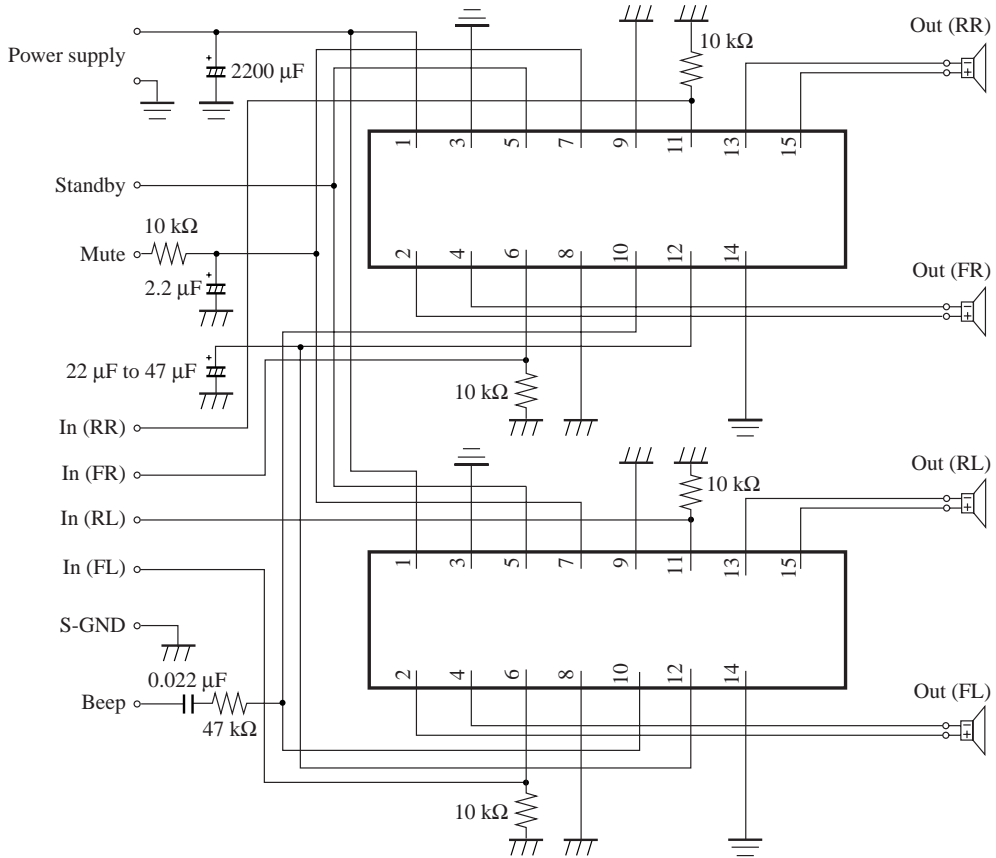 Out (RR)
10 kΩ
Power supply
+
2200 µF
−
+
1 3 5 7 9 11 13 15
Standby
10 kΩ
Mute
2 4 6 8 10 12 14
Out (FR)
+
2.2 µF
−
+
+
22 µF to 47 µF
10 kΩ
In (RR)
In (FR)
10 kΩ
Out (RL)
−
+
In (RL)
1 3 5 7 9 11 13 15
In (FL)
S-GND
2 4 6 8 10 12 14
0.022 µF
Beep
47 kΩ
Out (FL)
−
+
10 kΩ